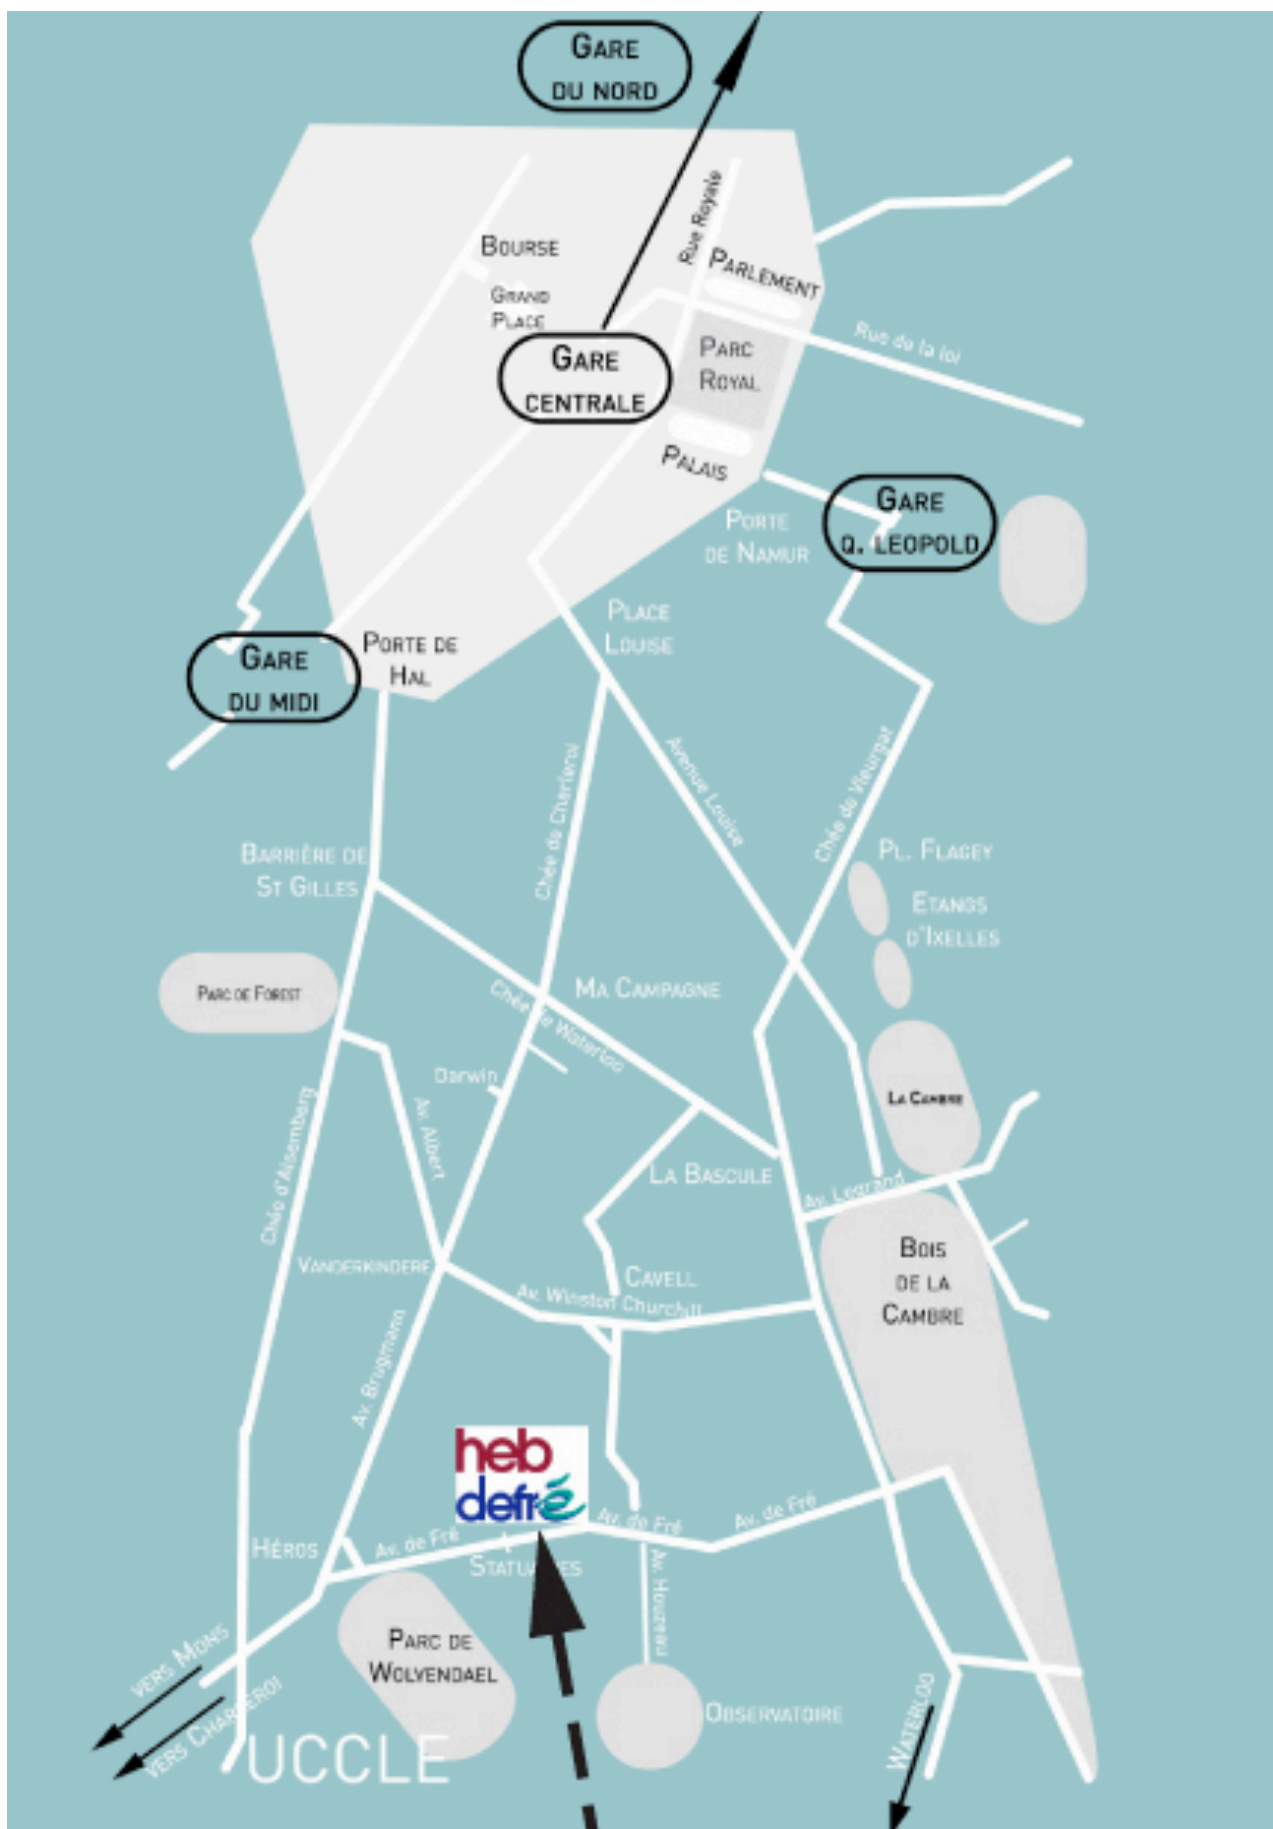 GARE
DU NORD
Rue Royale
BOURSE
PARLEMENT
GRAND
PLACE
Rue de la loi
GARE
CENTRALE
PARC
ROYAL
PALAIS
GARE
Q. LEOPOLD
PORTE
DE NAMUR
PLACE
LOUISE
GARE
DU MIDI
PORTE DE
HAL
Chée de Charleroi
Avenue Louise
Chée de Vleurgat
BARRIÈRE DE
ST GILLES
PL. FLAGEY
ETANGS
D'IXELLES
PARC DE FOREST
MA CAMPAGNE
Chée de Waterloo
Darwin
Av. Albert
Chée d'Alsemberg
LA CAMBRE
LA BASCULE
Av. Legrand
VANDERKINDERE
CAVELL
Av. Winston Churchill
BOIS
DE LA
CAMBRE
Av. Brugmann
heb
defré
HÉROS
Av. de Fré
Av. de Fré
Av. de Fré
STATUAIRES
Av. Houzeau
PARC DE
WOLVENDAEL
VERS MONS
VERS CHARLEROI
OBSERVATOIRE
WATERLOO
UCCLE